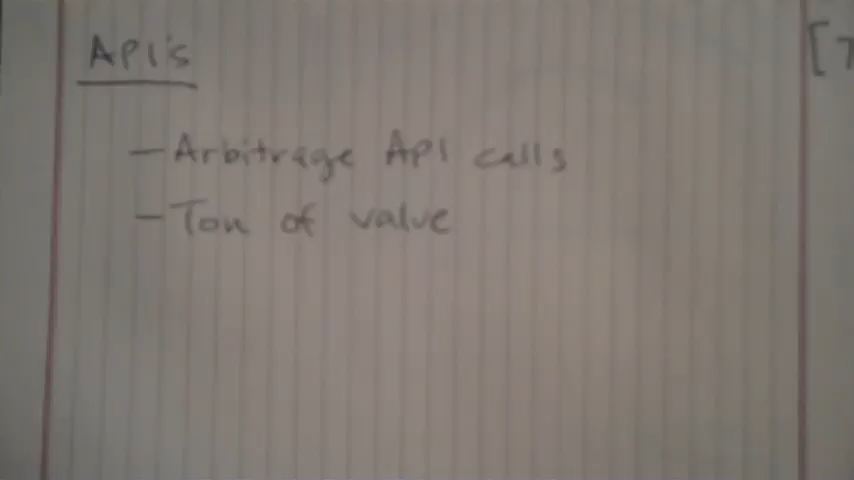 API's
- Arbitrage API calls
- Ton of value
[